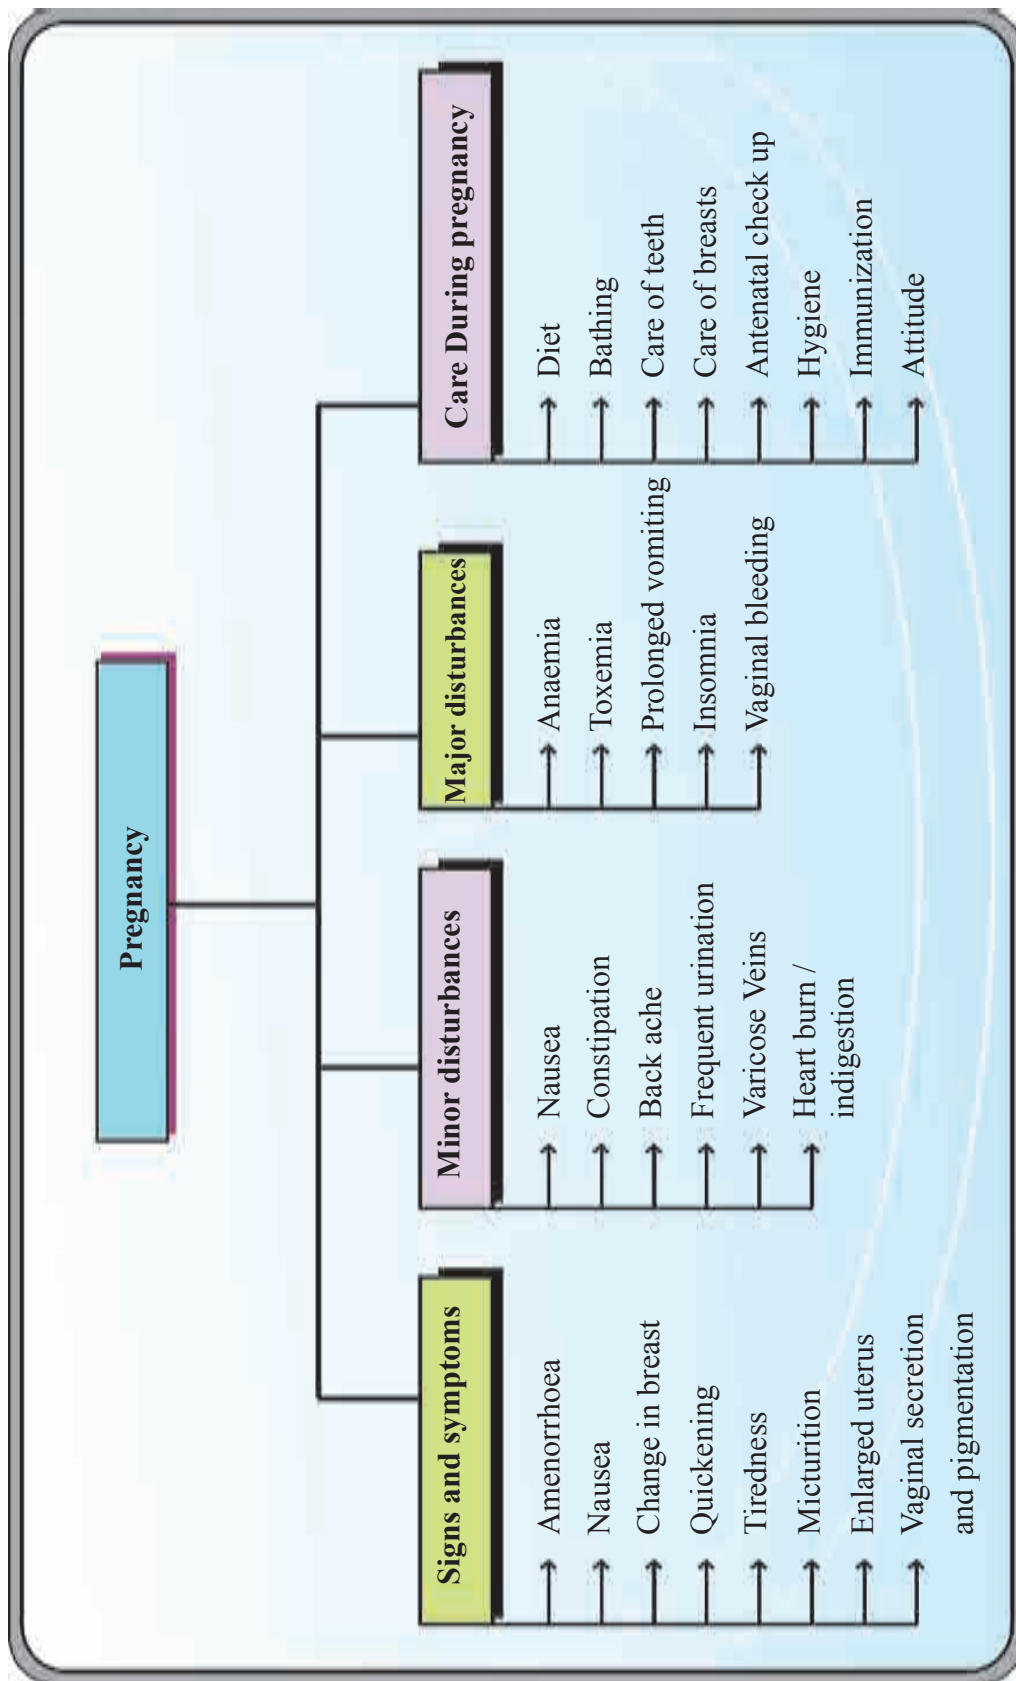 Pregnancy
Signs and symptoms
Amenorrhoea
Nausea
Change in breast
Quickening
Tiredness
Micturition
Enlarged uterus
Vaginal secretion
and pigmentation
Minor disturbances
Nausea
Constipation
Back ache
Frequent urination
Varicose Veins
Heart burn /
indigestion
Major disturbances
Anaemia
Toxemia
Prolonged vomiting
Insomnia
Vaginal bleeding
Care During pregnancy
Diet
Bathing
Care of teeth
Care of breasts
Antenatal check up
Hygiene
Immunization
Attitude